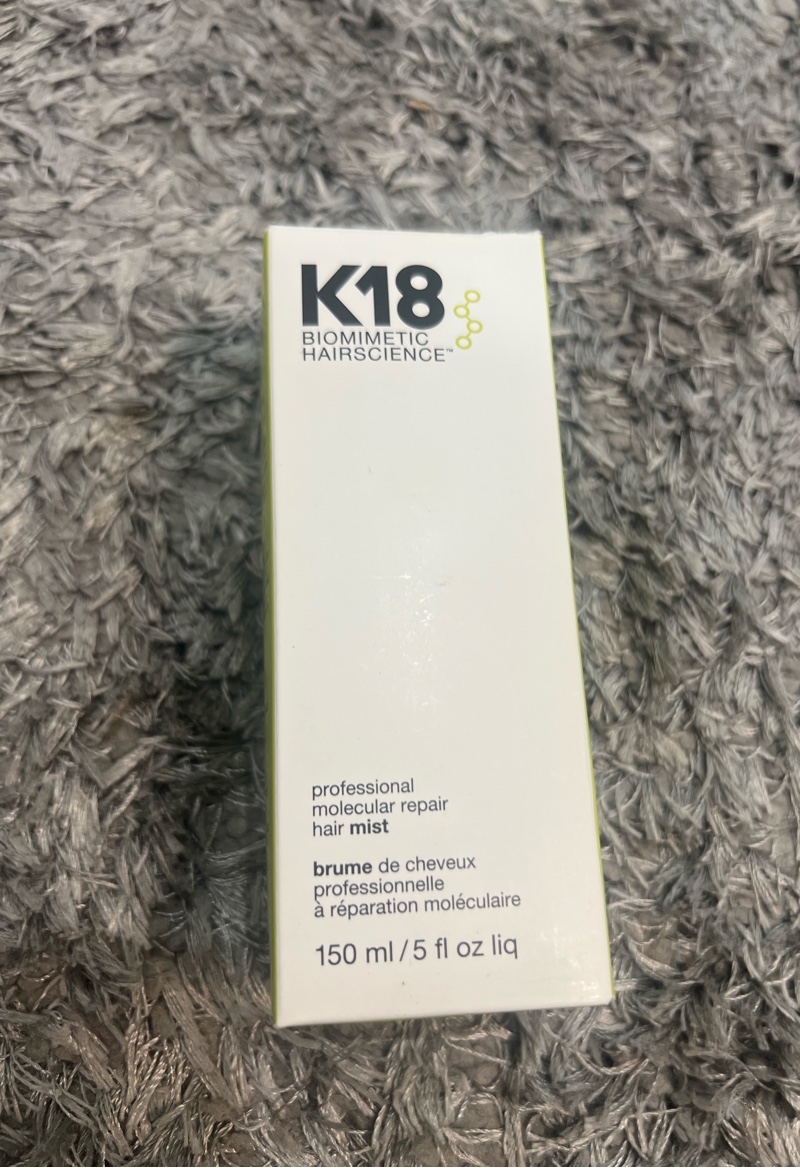 K18
BIOMIMETIC
HAIRSCIENCE™
professional
molecular repair
hair mist
brume de cheveux
professionnelle
à réparation moléculaire
150 ml / 5 fl oz liq